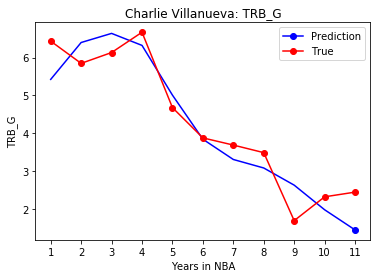 Charlie Villanueva: TRB_G
Prediction
True
TRB_G
6
5
4
3
2
1 2 3 4 5 6 7 8 9 10 11
Years in NBA